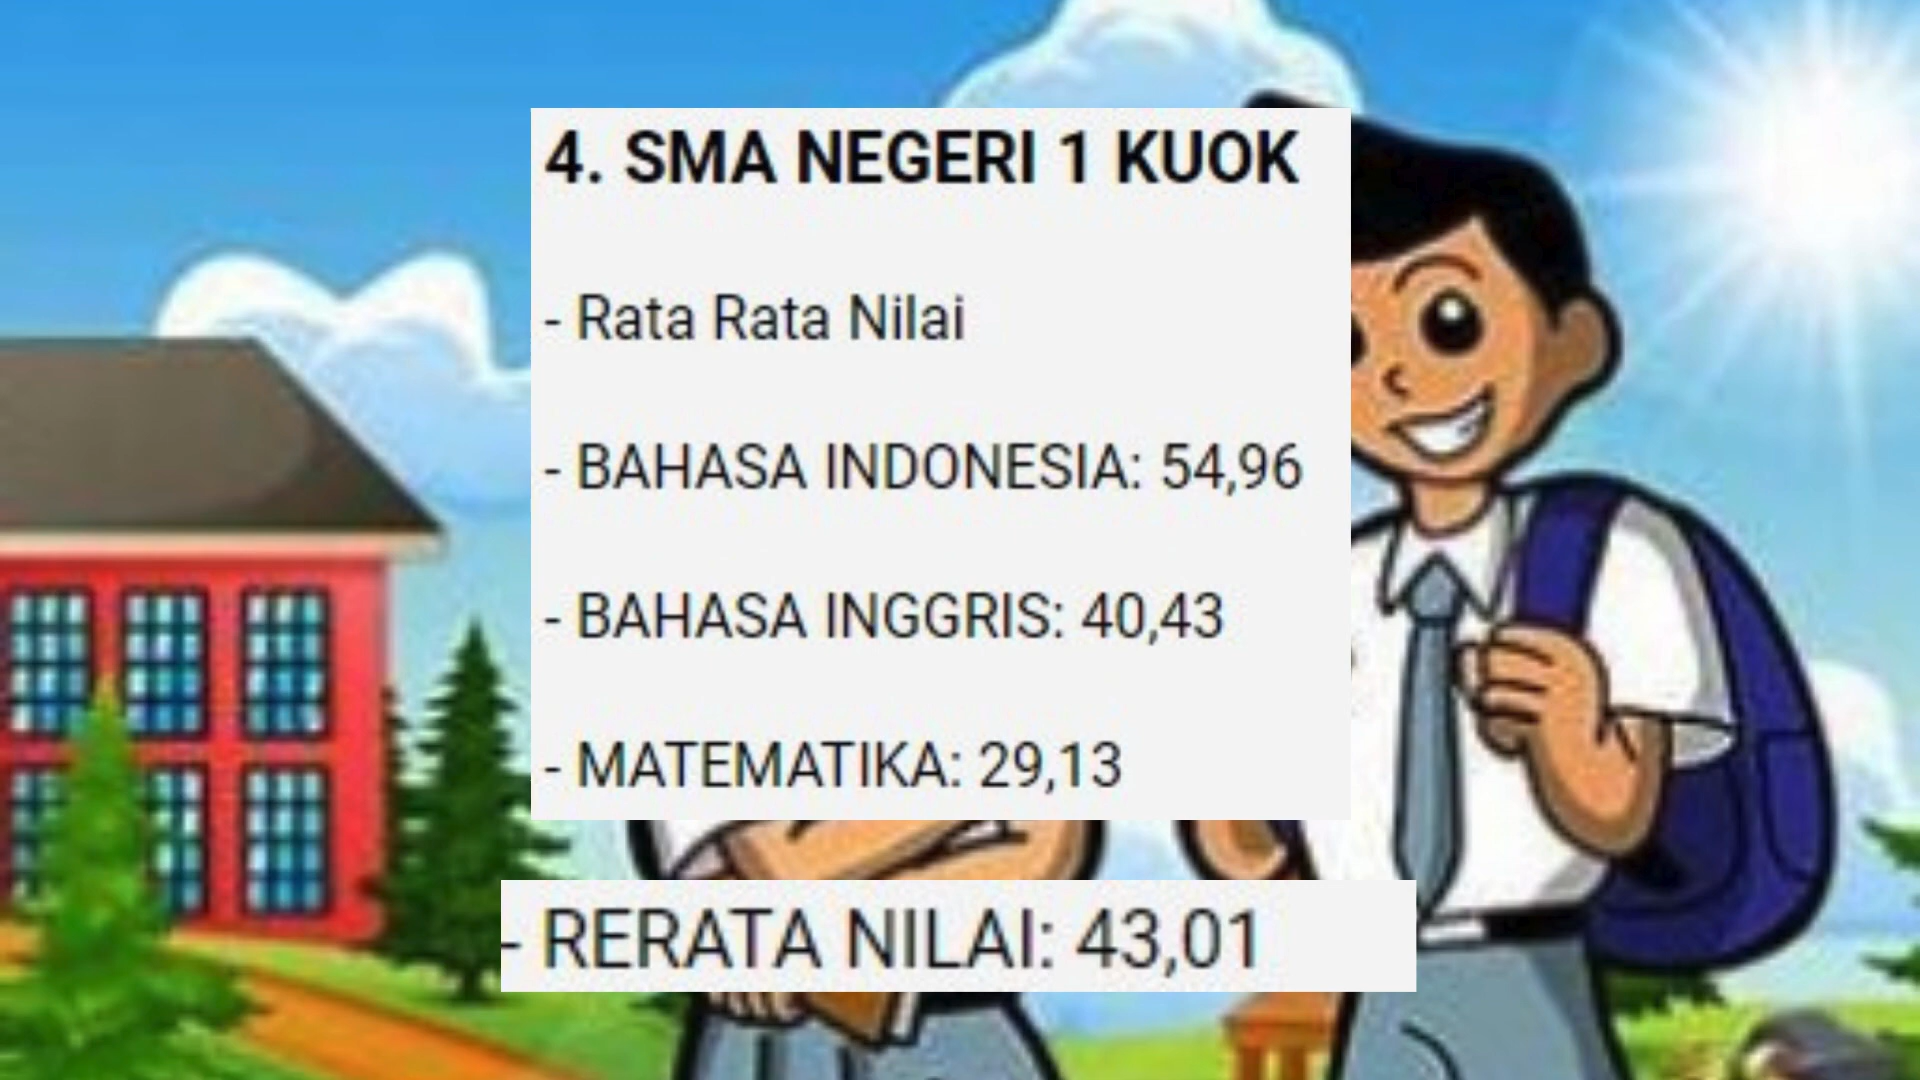 4. SMA NEGERI 1 KUOK
- Rata Rata Nilai
- BAHASA INDONESIA: 54,96
- BAHASA INGGRIS: 40,43
- MATEMATIKA: 29,13
- RERATA NILAI: 43,01